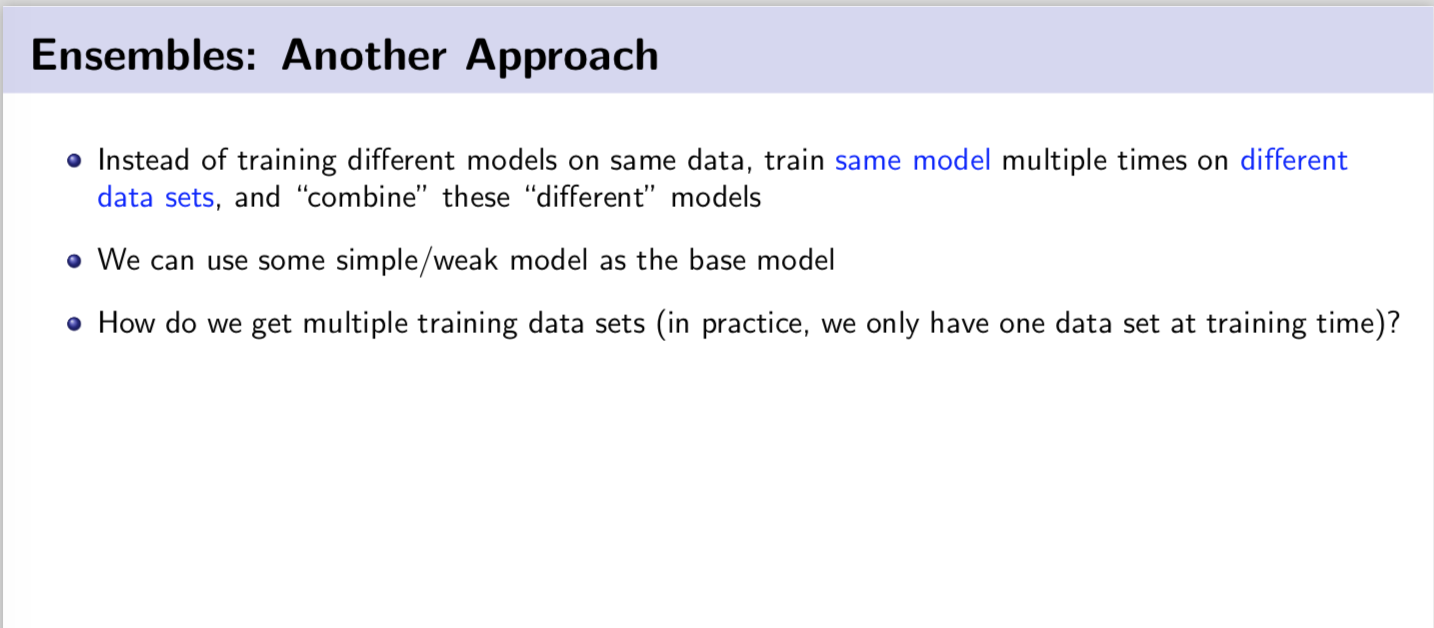 Ensembles: Another Approach
Instead of training different models on same data, train same model multiple times on different
data sets, and “combine” these “different” models
We can use some simple/weak model as the base model
How do we get multiple training data sets (in practice, we only have one data set at training time)?